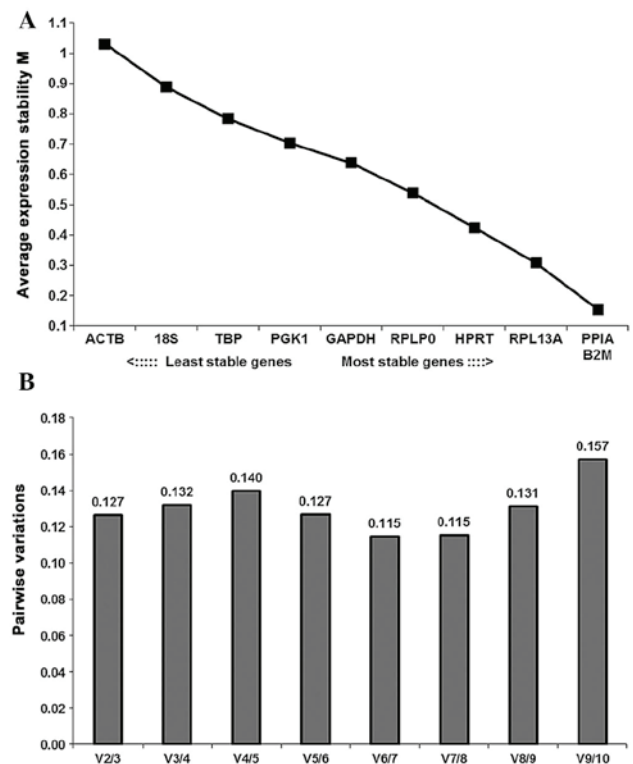 A
Average expression stability M
1.1
1
0.9
0.8
0.7
0.6
0.5
0.4
0.3
0.2
0.1
ACTB 18S TBP PGK1 GAPDH RPLP0 HPRT RPL13A PPIA
B2M
<::::: Least stable genes Most stable genes ::::>
B
Pairwise variations
0.18
0.16
0.14
0.12
0.10
0.08
0.06
0.04
0.02
0.00
0.127 0.132 0.140 0.127 0.115 0.115 0.131 0.157
V2/3 V3/4 V4/5 V5/6 V6/7 V7/8 V8/9 V9/10